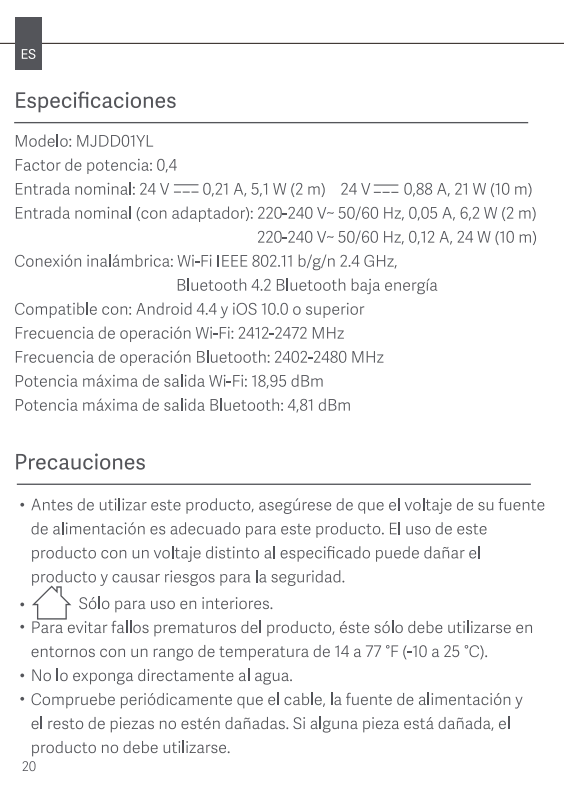 ES
Especificaciones
Modelo: MJDD01YL
Factor de potencia: 0,4
Entrada nominal: 24 V ⎓ 0,21 A, 5,1 W (2 m) 24 V ⎓ 0,88 A, 21 W (10 m)
Entrada nominal (con adaptador): 220-240 V~ 50/60 Hz, 0,05 A, 6,2 W (2 m)
220-240 V~ 50/60 Hz, 0,12 A, 24 W (10 m)
Conexión inalámbrica: Wi-Fi IEEE 802.11 b/g/n 2.4 GHz,
Bluetooth 4.2 Bluetooth baja energía
Compatible con: Android 4.4 y iOS 10.0 o superior
Frecuencia de operación Wi-Fi: 2412-2472 MHz
Frecuencia de operación Bluetooth: 2402-2480 MHz
Potencia máxima de salida Wi-Fi: 18,95 dBm
Potencia máxima de salida Bluetooth: 4,81 dBm
Precauciones
• Antes de utilizar este producto, asegúrese de que el voltaje de su fuente
de alimentación es adecuado para este producto. El uso de este
producto con un voltaje distinto al especificado puede dañar el
producto y causar riesgos para la seguridad.
• Sólo para uso en interiores.
• Para evitar fallos prematuros del producto, éste sólo debe utilizarse en
entornos con un rango de temperatura de 14 a 77 °F (-10 a 25 °C).
• No lo exponga directamente al agua.
• Compruebe periódicamente que el cable, la fuente de alimentación y
el resto de piezas no estén dañadas. Si alguna pieza está dañada, el
producto no debe utilizarse.
20